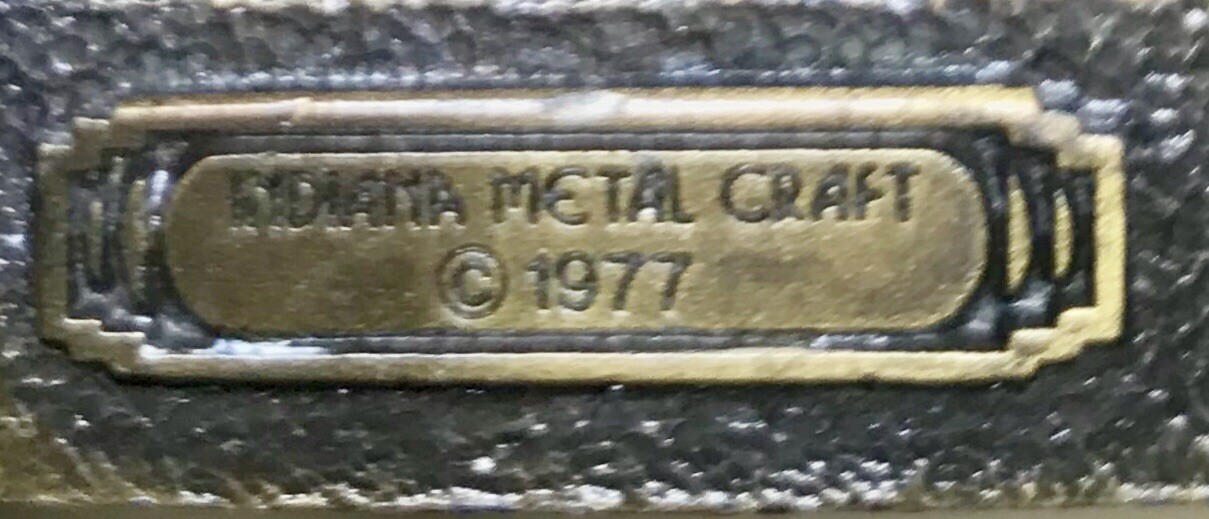 INDIANA METAL CRAFT
© 1977